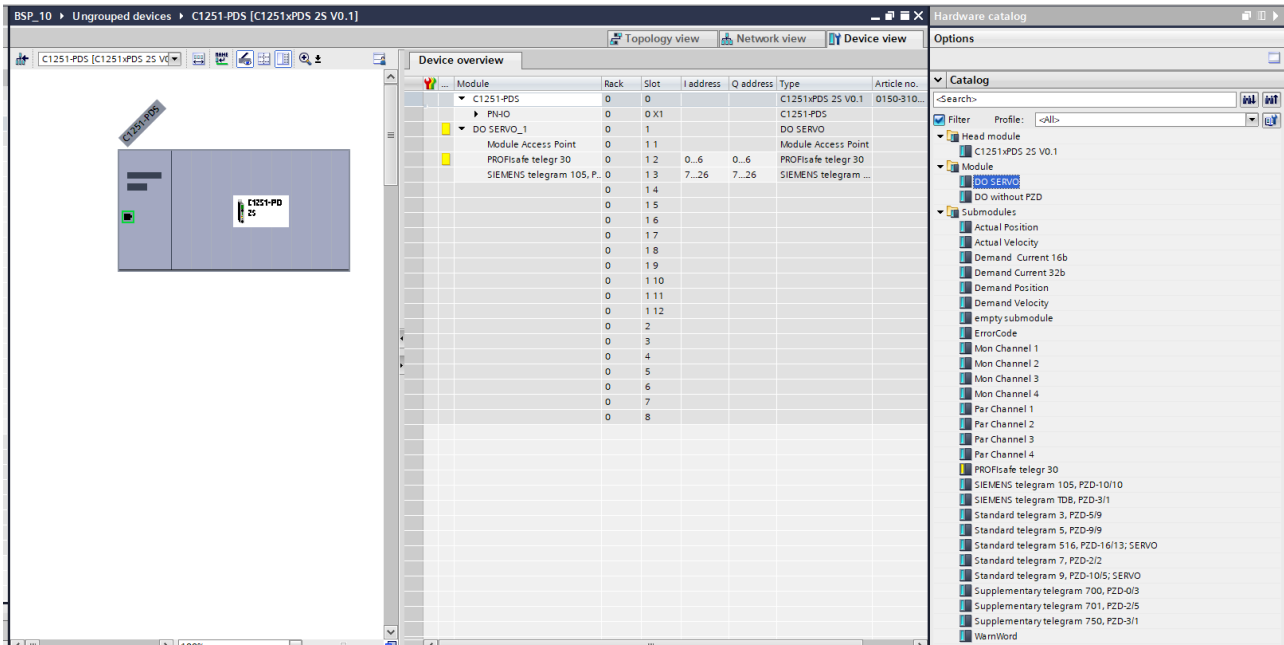 BSP_10 ▸ Ungrouped devices ▸ C1251-PDS [C1251xPDS 2S V0.1]
Topology view Network view Device view
C1251-PDS [C1251xPDS 2S V0
C1251-PDS
C1251-PD
2S
Device overview
... Module Rack Slot I address Q address Type Article no.
C1251-PDS 0 0 C1251xPDS 2S V0.1 0150-310...
PN-IO 0 0 X1 C1251-PDS
DO SERVO_1 0 1 DO SERVO
Module Access Point 0 1 1 Module Access Point
PROFIsafe telegr 30 0 1 2 0...6 0...6 PROFIsafe telegr 30
SIEMENS telegram 105, P.. 0 1 3 7...26 7...26 SIEMENS telegram ...
0 1 4
0 1 5
0 1 6
0 1 7
0 1 8
0 1 9
0 1 10
0 1 11
0 1 12
0 2
0 3
0 4
0 5
0 6
0 7
0 8
100%
Hardware catalog
Options
Catalog
<Search>
Filter Profile: <All>
Head module
C1251xPDS 2S V0.1
Module
DO SERVO
DO without PZD
Submodules
Actual Position
Actual Velocity
Demand Current 16b
Demand Current 32b
Demand Position
Demand Velocity
empty submodule
ErrorCode
Mon Channel 1
Mon Channel 2
Mon Channel 3
Mon Channel 4
Par Channel 1
Par Channel 2
Par Channel 3
Par Channel 4
PROFIsafe telegr 30
SIEMENS telegram 105, PZD-10/10
SIEMENS telegram TDB, PZD-3/1
Standard telegram 3, PZD-5/9
Standard telegram 5, PZD-9/9
Standard telegram 516, PZD-16/13; SERVO
Standard telegram 7, PZD-2/2
Standard telegram 9, PZD-10/5; SERVO
Supplementary telegram 700, PZD-0/3
Supplementary telegram 701, PZD-2/5
Supplementary telegram 750, PZD-3/1
WarnWord